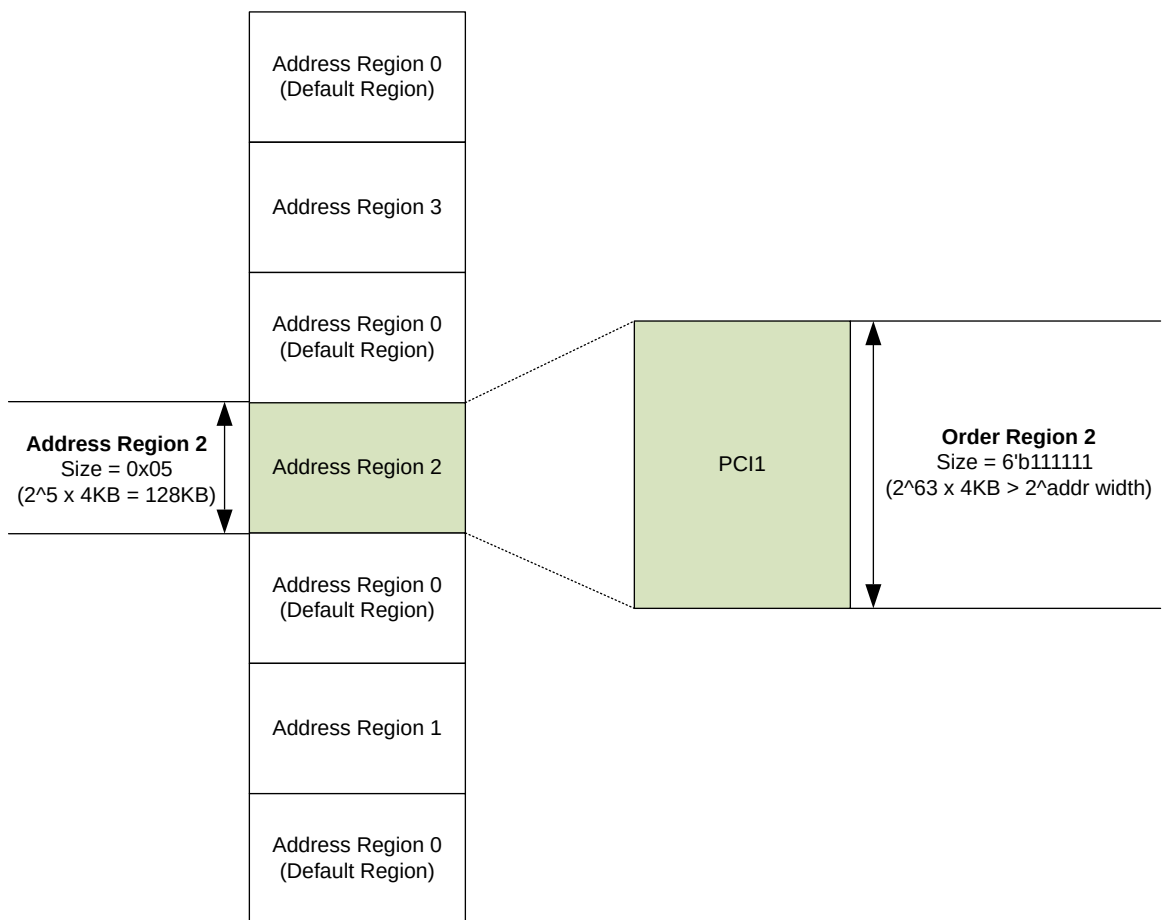 Address Region 0
(Default Region)
Address Region 3
Address Region 0
(Default Region)
Address Region 2
Size = 0x05
(2^5 x 4KB = 128KB)
Address Region 2
PCI1
Order Region 2
Size = 6'b111111
(2^63 x 4KB > 2^addr width)
Address Region 0
(Default Region)
Address Region 1
Address Region 0
(Default Region)